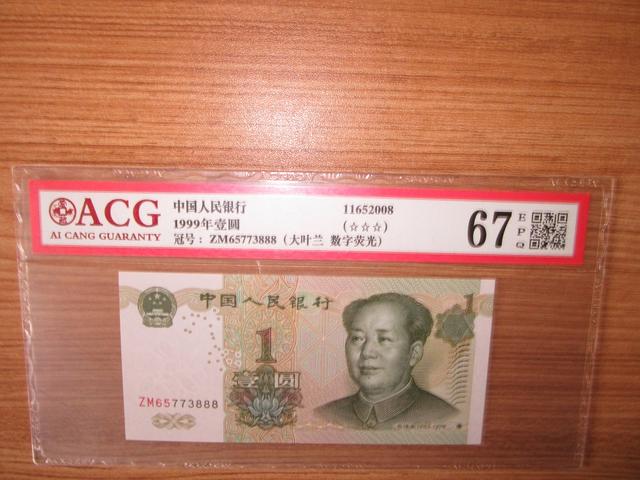 ACG
AI CANG GUARANTY
中国人民银行
1999年壹圆
冠号：ZM65773888（大叶兰 数字荧光）
11652008
(☆☆☆)
67
EPQ
中国人民银行
1
1
壹圆
ZM65773888